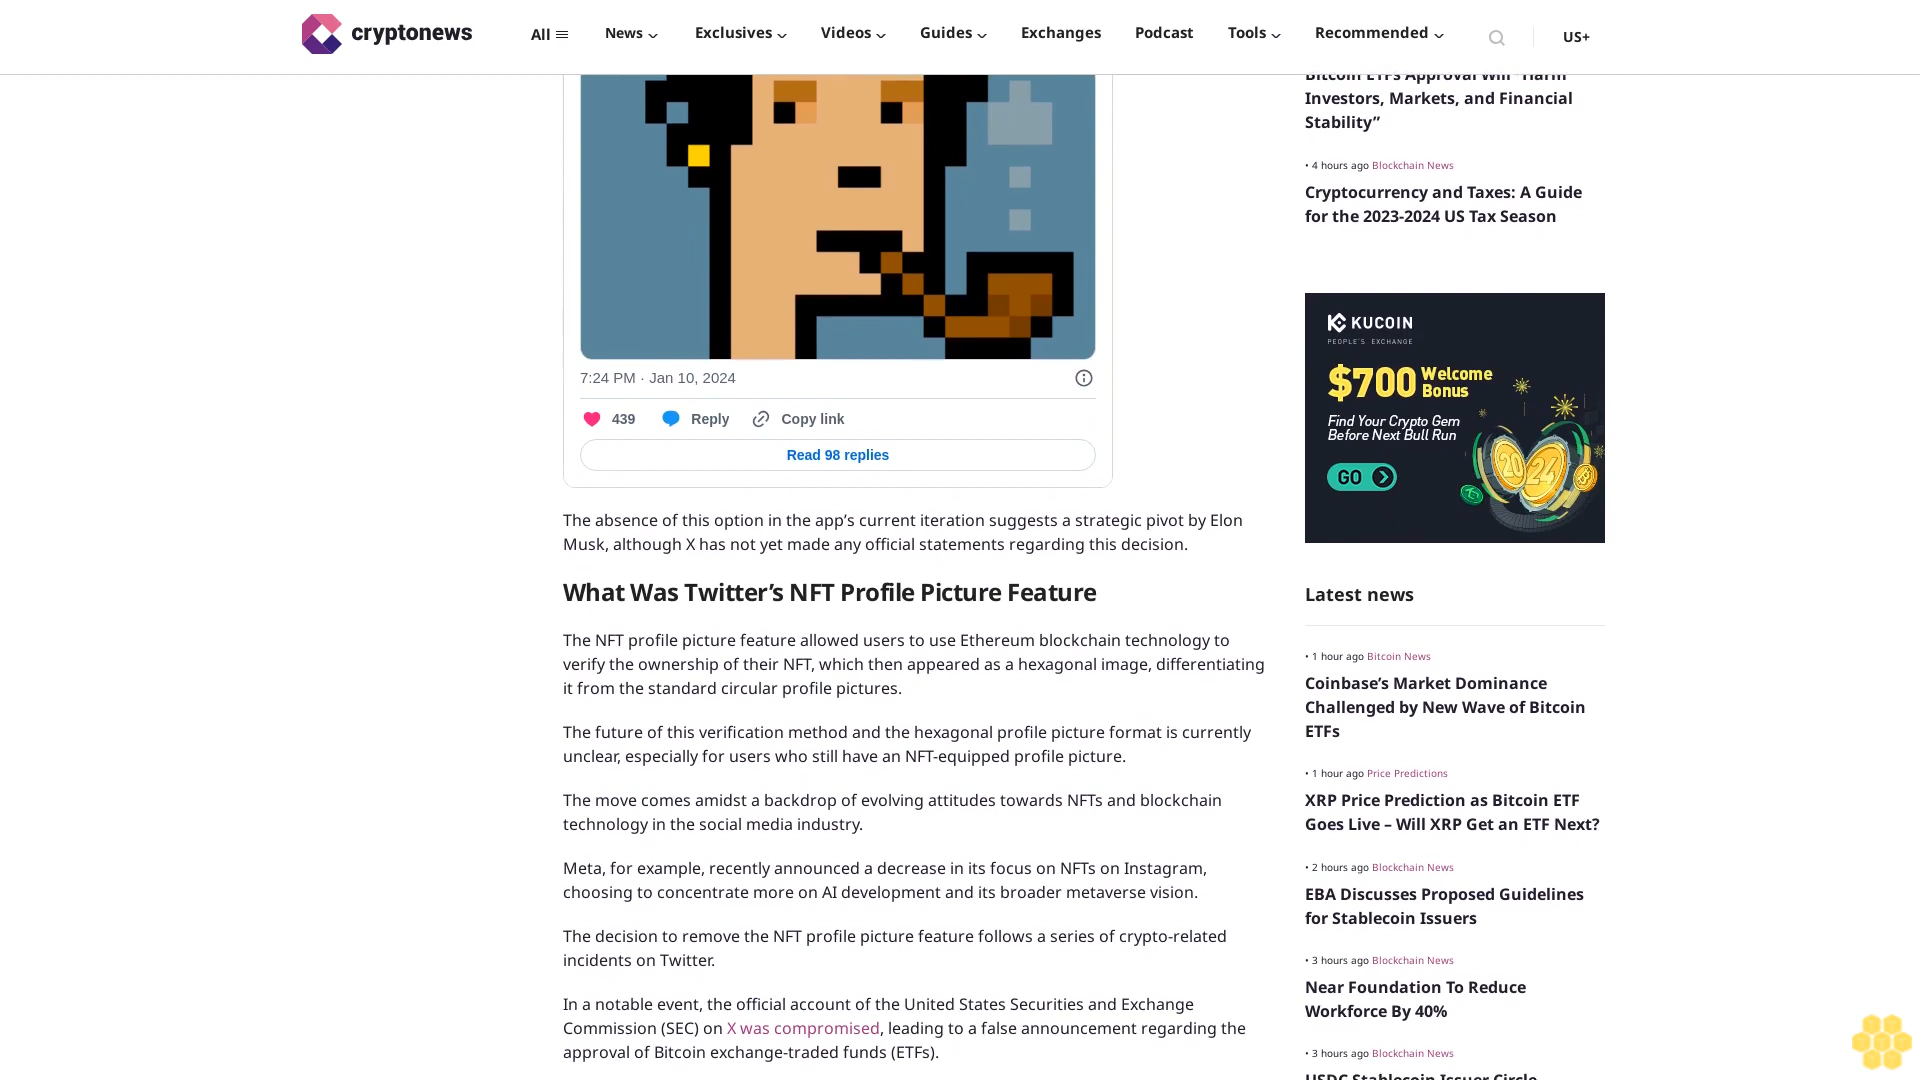 cryptonews
All
News
Exclusives
Videos
Guides
Exchanges
Podcast
Tools
Recommended
US+
7:24 PM · Jan 10, 2024
439
Reply
Copy link
Read 98 replies
The absence of this option in the app’s current iteration suggests a strategic pivot by Elon
Musk, although X has not yet made any official statements regarding this decision.
What Was Twitter’s NFT Profile Picture Feature
The NFT profile picture feature allowed users to use Ethereum blockchain technology to
verify the ownership of their NFT, which then appeared as a hexagonal image, differentiating
it from the standard circular profile pictures.
The future of this verification method and the hexagonal profile picture format is currently
unclear, especially for users who still have an NFT-equipped profile picture.
The move comes amidst a backdrop of evolving attitudes towards NFTs and blockchain
technology in the social media industry.
Meta, for example, recently announced a decrease in its focus on NFTs on Instagram,
choosing to concentrate more on AI development and its broader metaverse vision.
The decision to remove the NFT profile picture feature follows a series of crypto-related
incidents on Twitter.
In a notable event, the official account of the United States Securities and Exchange
Commission (SEC) on X was compromised, leading to a false announcement regarding the
approval of Bitcoin exchange-traded funds (ETFs).
Bitcoin ETFs Approval Will “Harm
Investors, Markets, and Financial
Stability”
• 4 hours ago Blockchain News
Cryptocurrency and Taxes: A Guide
for the 2023-2024 US Tax Season
KUCOIN
PEOPLE'S EXCHANGE
$700 Welcome
Bonus
Find Your Crypto Gem
Before Next Bull Run
GO
20 24
Latest news
• 1 hour ago Bitcoin News
Coinbase’s Market Dominance
Challenged by New Wave of Bitcoin
ETFs
• 1 hour ago Price Predictions
XRP Price Prediction as Bitcoin ETF
Goes Live – Will XRP Get an ETF Next?
• 2 hours ago Blockchain News
EBA Discusses Proposed Guidelines
for Stablecoin Issuers
• 3 hours ago Blockchain News
Near Foundation To Reduce
Workforce By 40%
• 3 hours ago Blockchain News
USDC Stablecoin Issuer Circle